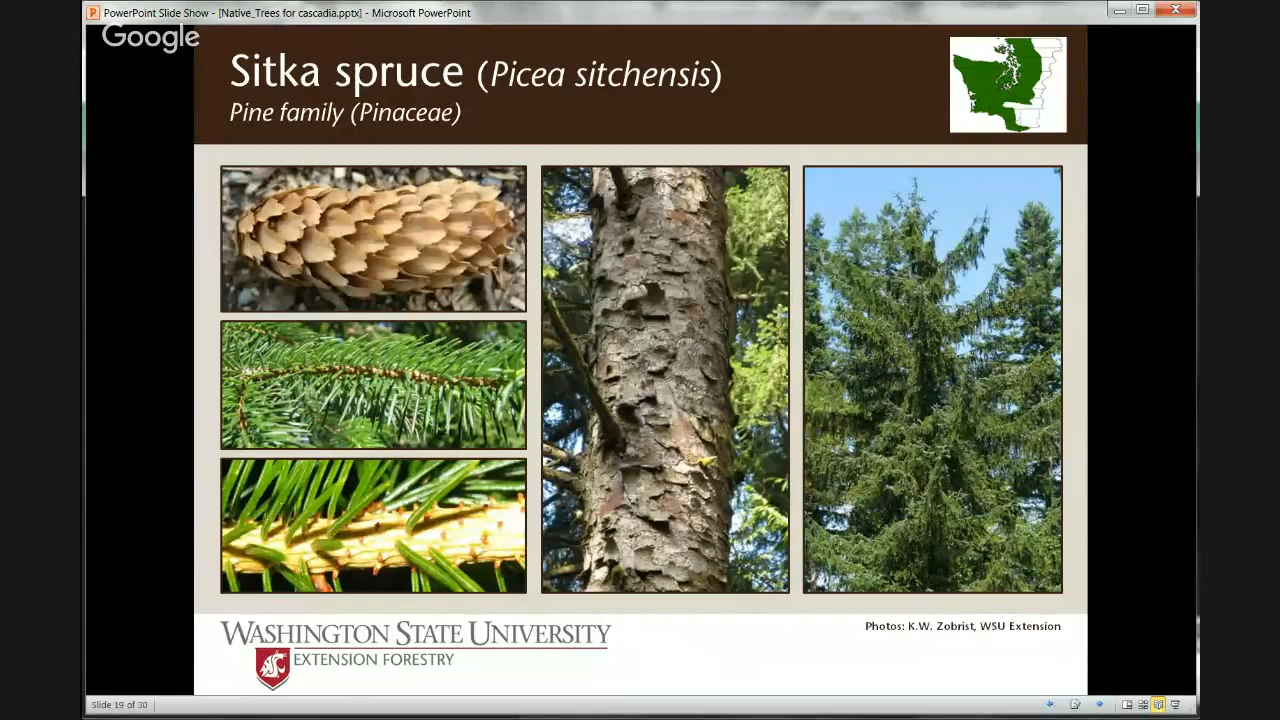 PowerPoint Slide Show - [Native_Trees for cascadia.pptx] - Microsoft PowerPoint
Google
Sitka spruce (Picea sitchensis)
Pine family (Pinaceae)
Photos: K.W. Zobrist, WSU Extension
WASHINGTON STATE UNIVERSITY
EXTENSION FORESTRY
Slide 19 of 30